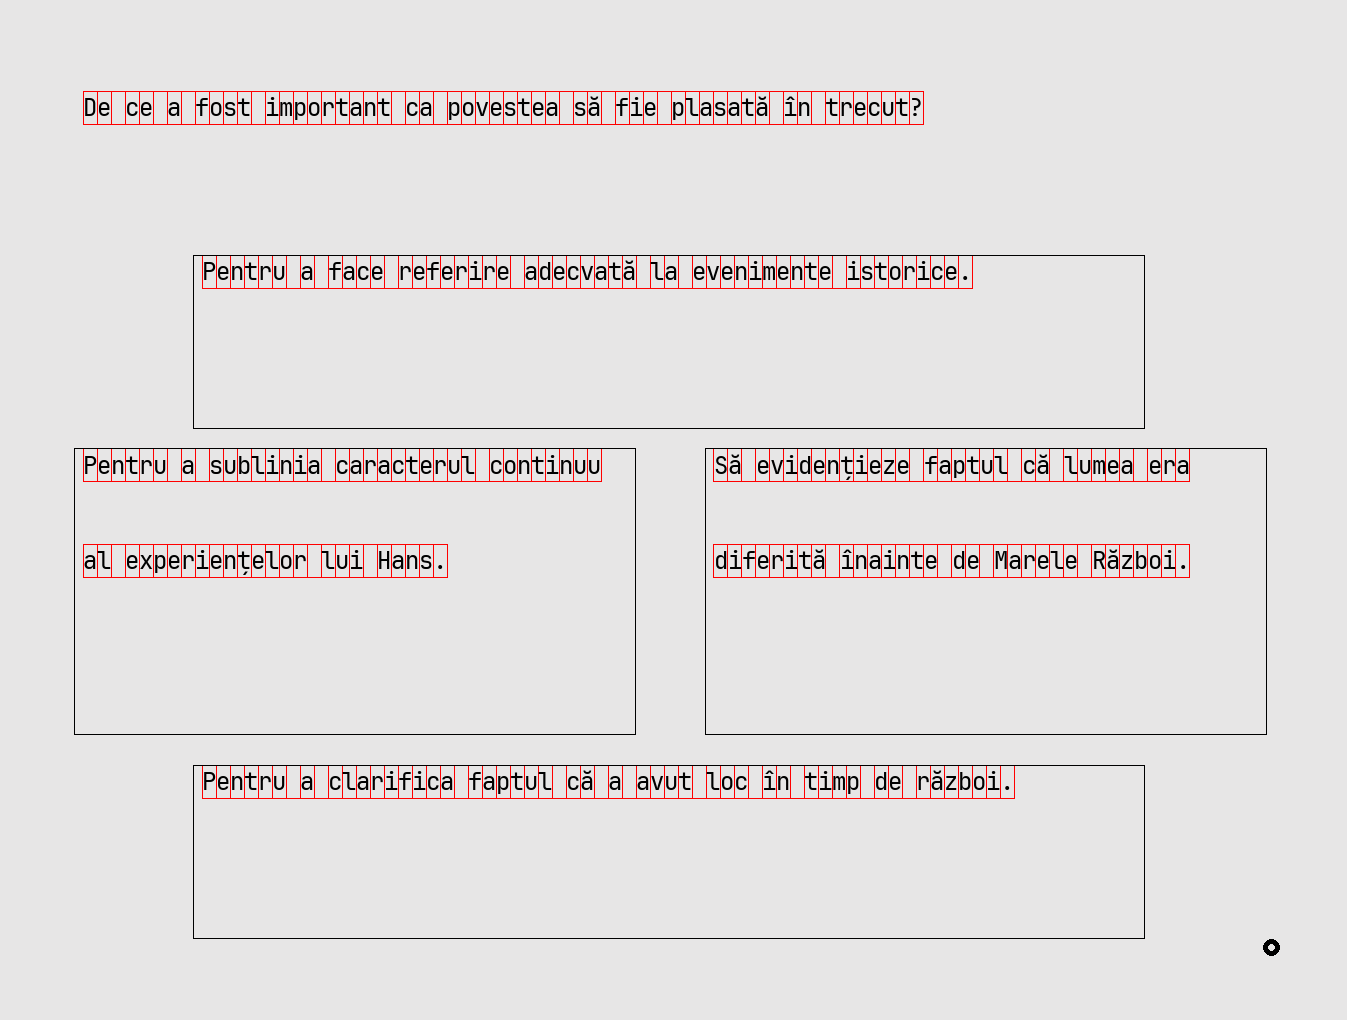 De ce a fost important ca povestea să fie plasată în trecut?
Pentru a face referire adecvată la evenimente istorice.
Pentru a sublinia caracterul continuu
al experiențelor lui Hans.
Să evidențieze faptul că lumea era
diferită înainte de Marele Război.
Pentru a clarifica faptul că a avut loc în timp de război.